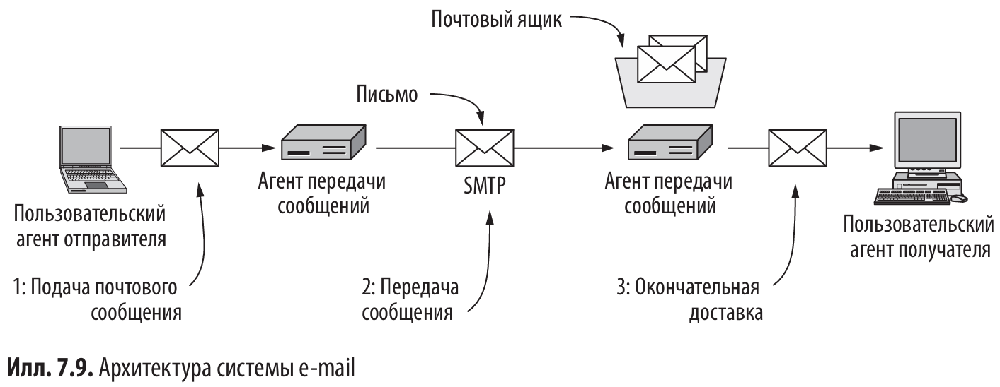 Почтовый ящик
Письмо
Агент передачи
сообщений
SMTP
Агент передачи
сообщений
Пользовательский
агент отправителя
Пользовательский
агент получателя
1: Подача почтового
сообщения
2: Передача
сообщения
3: Окончательная
доставка
Илл. 7.9. Архитектура системы e-mail